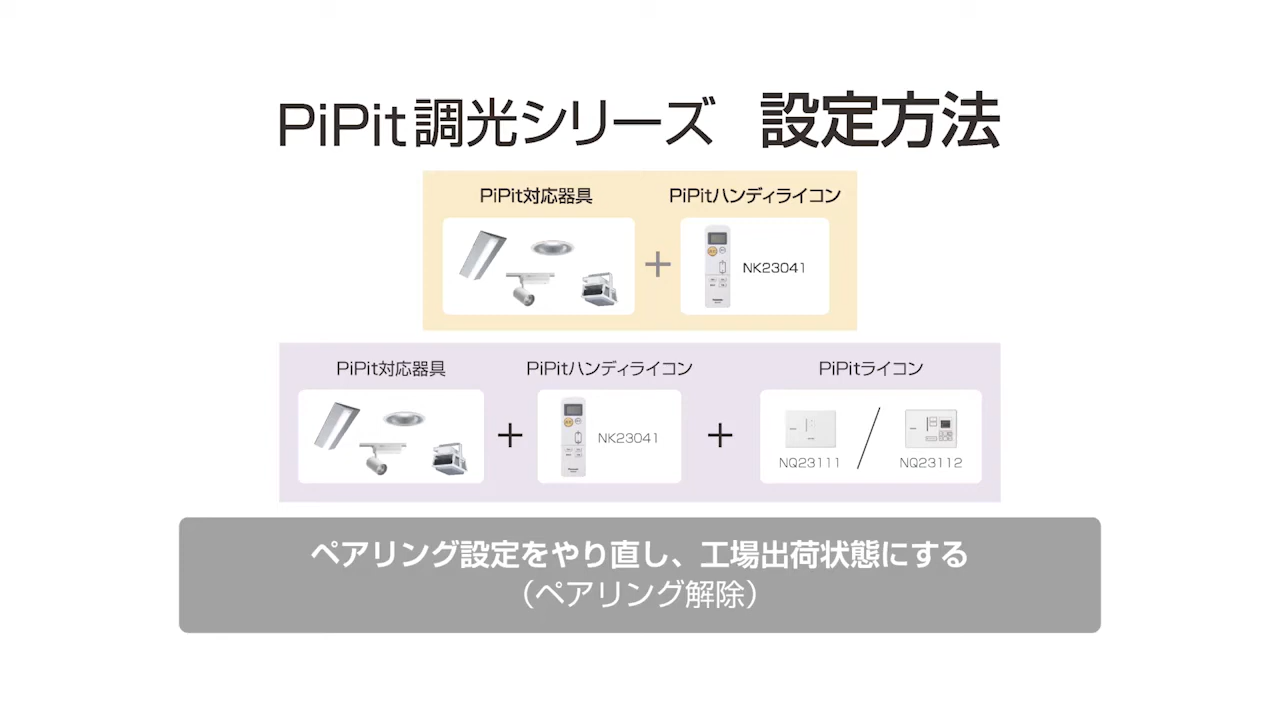 PiPit調光シリーズ 設定方法
PiPit対応器具 PiPitハンディライコン
+
NK23041
PiPit対応器具 PiPitハンディライコン PiPitライコン
+ NK23041 + /
NQ23111 NQ23112
ペアリング設定をやり直し、工場出荷状態にする
（ペアリング解除）